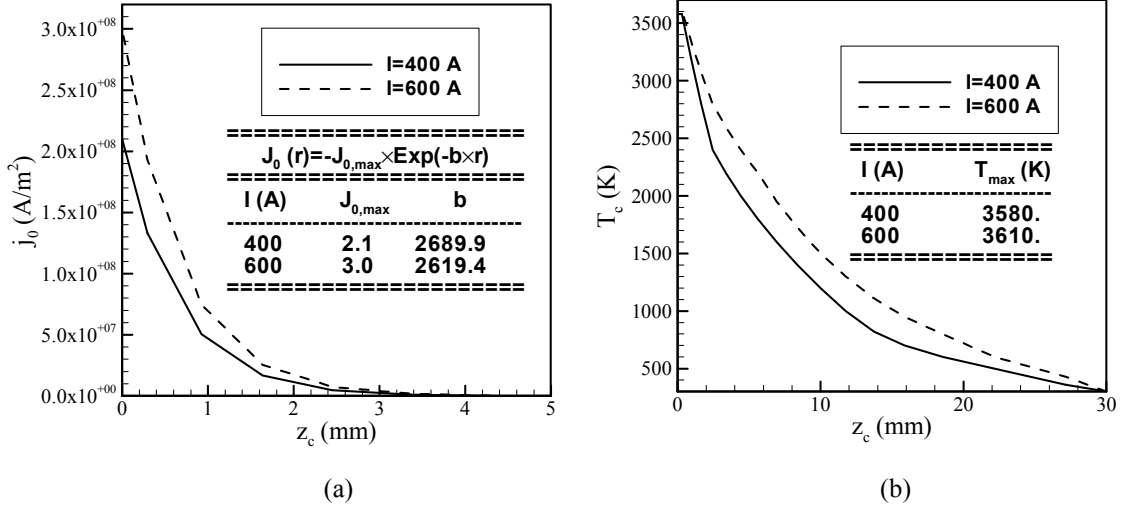 3.0x10+08
2.5x10+08
2.0x10+08
1.5x10+08
1.0x10+08
5.0x10+07
0.0x10+00
j0 (A/m2)
0 1 2 3 4 5
zc (mm)
I=400 A
I=600 A
J0 (r)=-J0,max×Exp(-b×r)
I (A) J0,max b
400 2.1 2689.9
600 3.0 2619.4
(a)
3500
3000
2500
2000
1500
1000
500
Tc (K)
0 10 20 30
zc (mm)
I=400 A
I=600 A
I (A) Tmax (K)
400 3580.
600 3610.
(b)